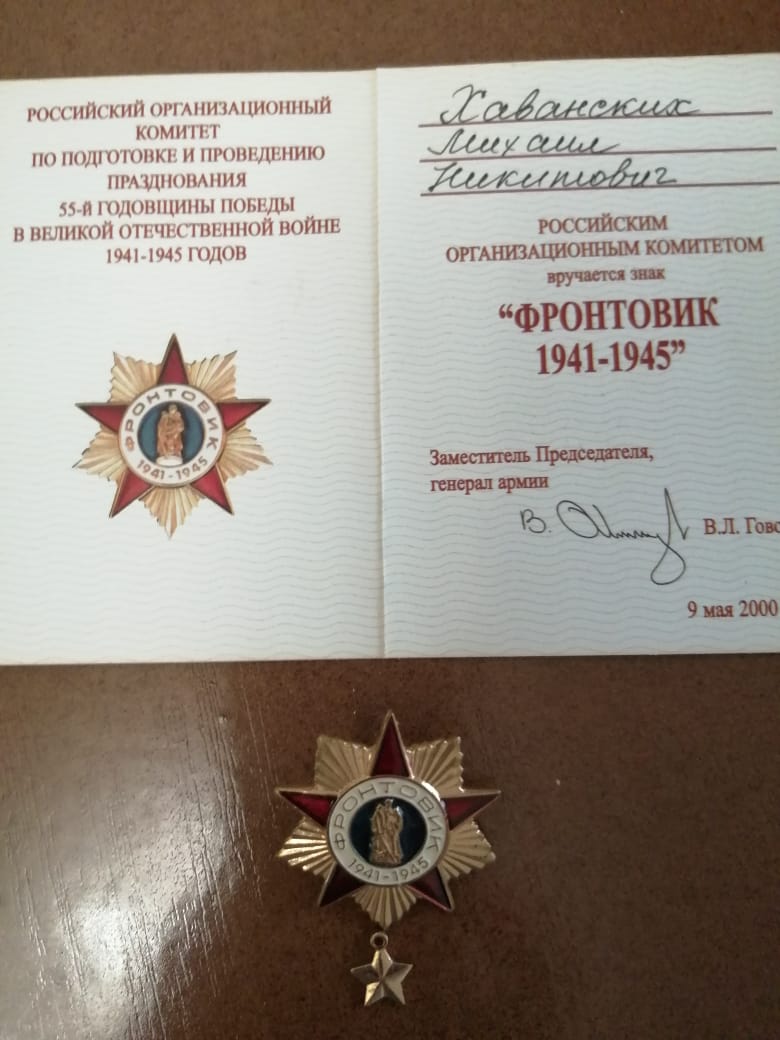 РОССИЙСКИЙ ОРГАНИЗАЦИОННЫЙ
КОМИТЕТ
ПО ПОДГОТОВКЕ И ПРОВЕДЕНИЮ
ПРАЗДНОВАНИЯ
55-й ГОДОВЩИНЫ ПОБЕДЫ
В ВЕЛИКОЙ ОТЕЧЕСТВЕННОЙ ВОЙНЕ
1941-1945 ГОДОВ
ФРОНТОВИК
1941-1945
Хаванских
Михаил
Никитович
РОССИЙСКИМ
ОРГАНИЗАЦИОННЫМ КОМИТЕТОМ
вручается знак
“ФРОНТОВИК
1941-1945”
Заместитель Председателя,
генерал армии
В.Л. Гово
9 мая 2000
ФРОНТОВИК
1941-1945